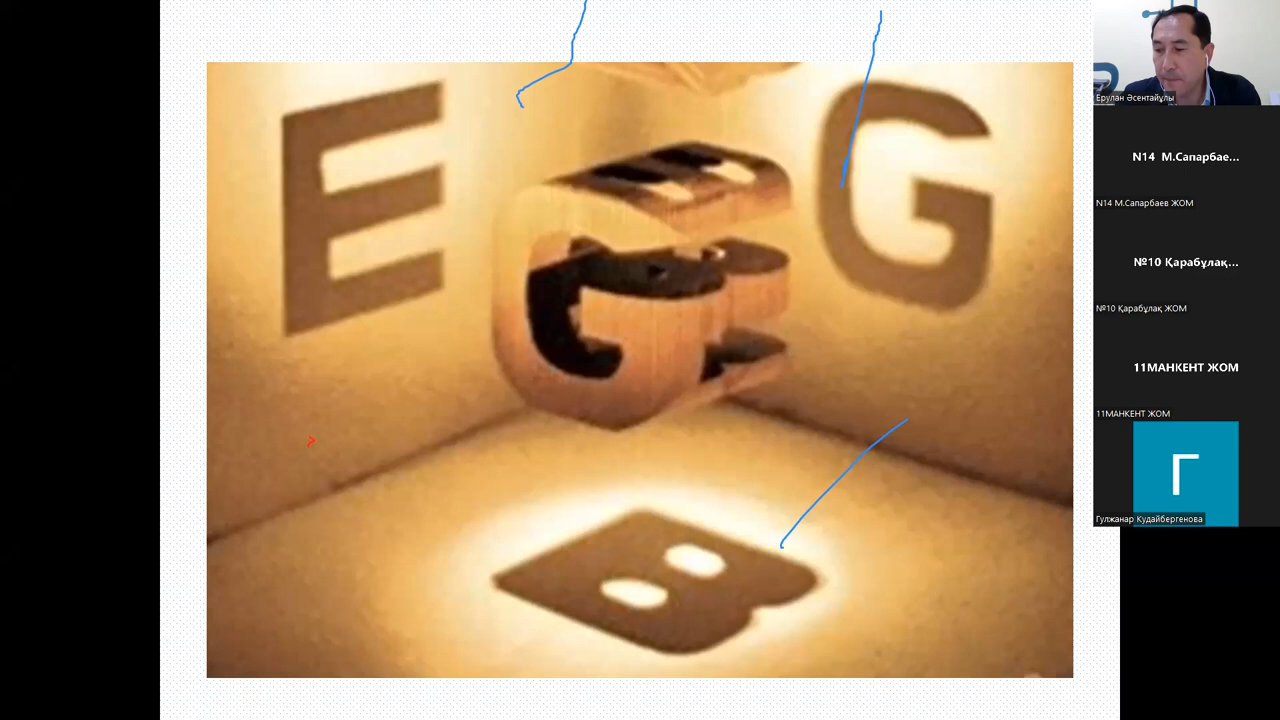 E
G
B
G
B
Ерулан Әсентайұлы
N14 М.Сапарбае...
N14 М.Сапарбаев ЖОМ
№10 Қарабұлақ...
№10 Қарабұлақ ЖОМ
11МАНКЕНТ ЖОМ
11МАНКЕНТ ЖОМ
Г
Гулжанар Кудайбергенова